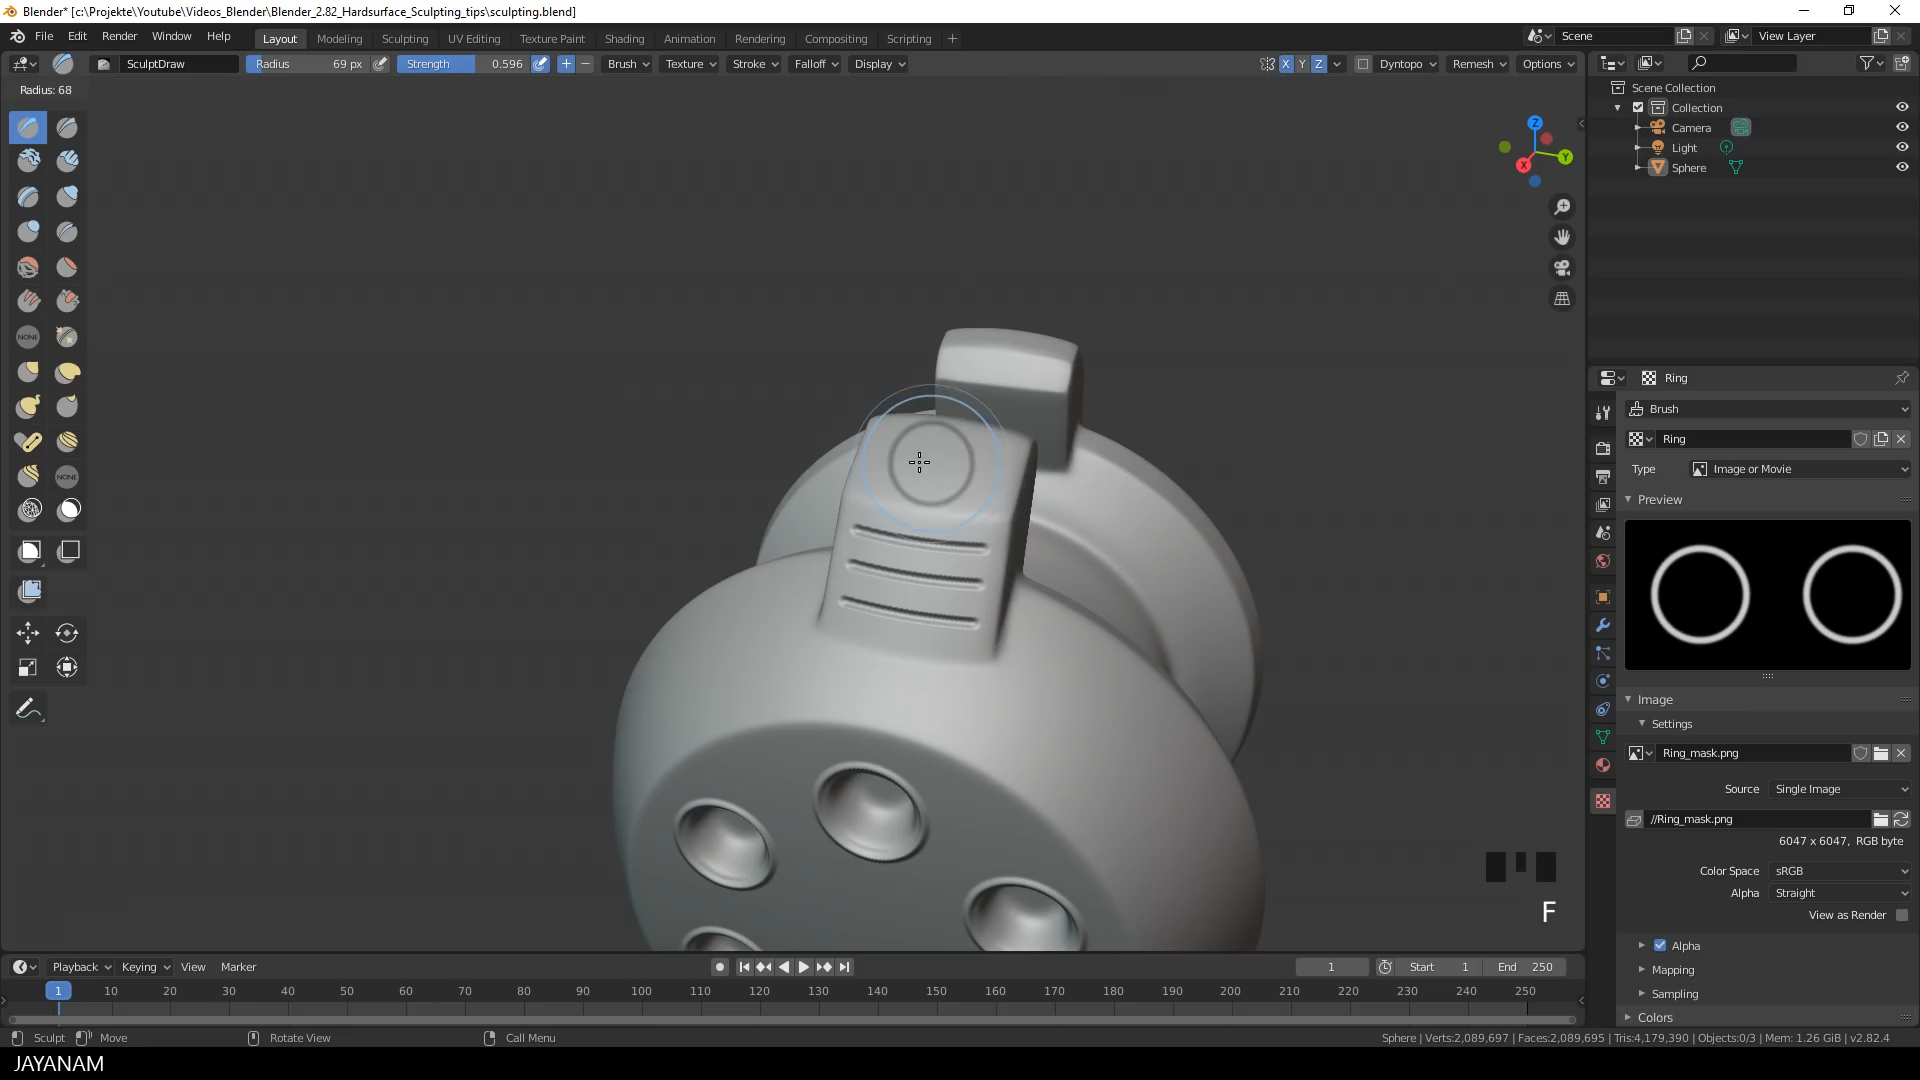 Blender* [c:\Projekte\Youtube\Videos_Blender\Blender_2.82_Hardsurface_Sculpting_tips\sculpting.blend]
File Edit Render Window Help Layout Modeling Sculpting UV Editing Texture Paint Shading Animation Rendering Compositing Scripting + Scene View Layer
SculptDraw Radius 69 px Strength 0.596 + − Brush Texture Stroke Falloff Display X Y Z Dyntopo Remesh Options
Radius: 68
Scene Collection
Collection
Camera
Light
Sphere
Z
Y
X
NONE
NONE
Ring
Brush
Ring
Type Image or Movie
Preview
Image
Settings
Ring_mask.png
Source Single Image
//Ring_mask.png
6047 x 6047, RGB byte
Color Space sRGB
Alpha Straight
View as Render
Alpha
Mapping
Sampling
Colors
F
Playback Keying View Marker 1 Start 1 End 250
1 10 20 30 40 50 60 70 80 90 100 110 120 130 140 150 160 170 180 190 200 210 220 230 240 250
Sculpt Move Rotate View Call Menu Sphere | Verts:2,089,697 | Faces:2,089,695 | Tris:4,179,390 | Objects:0/3 | Mem: 1.26 GiB | v2.82.4
JAYANAM